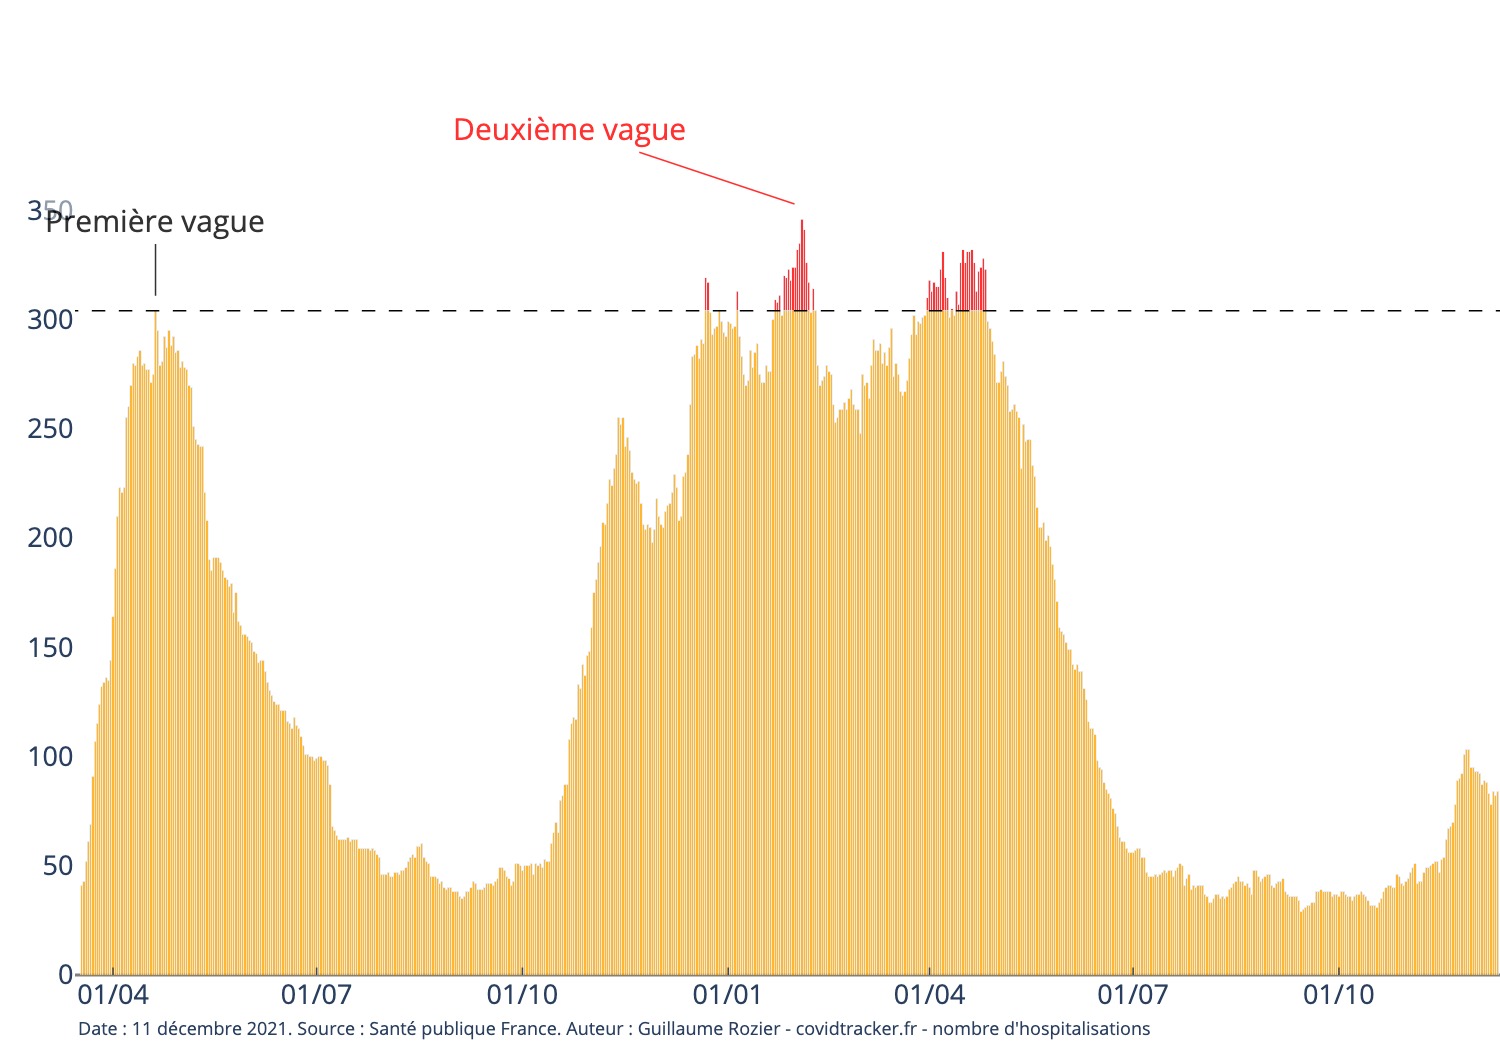 Deuxième vague
350
Première vague
300
250
200
150
100
50
0
01/04 01/07 01/10 01/01 01/04 01/07 01/10
Date : 11 décembre 2021. Source : Santé publique France. Auteur : Guillaume Rozier - covidtracker.fr - nombre d'hospitalisations